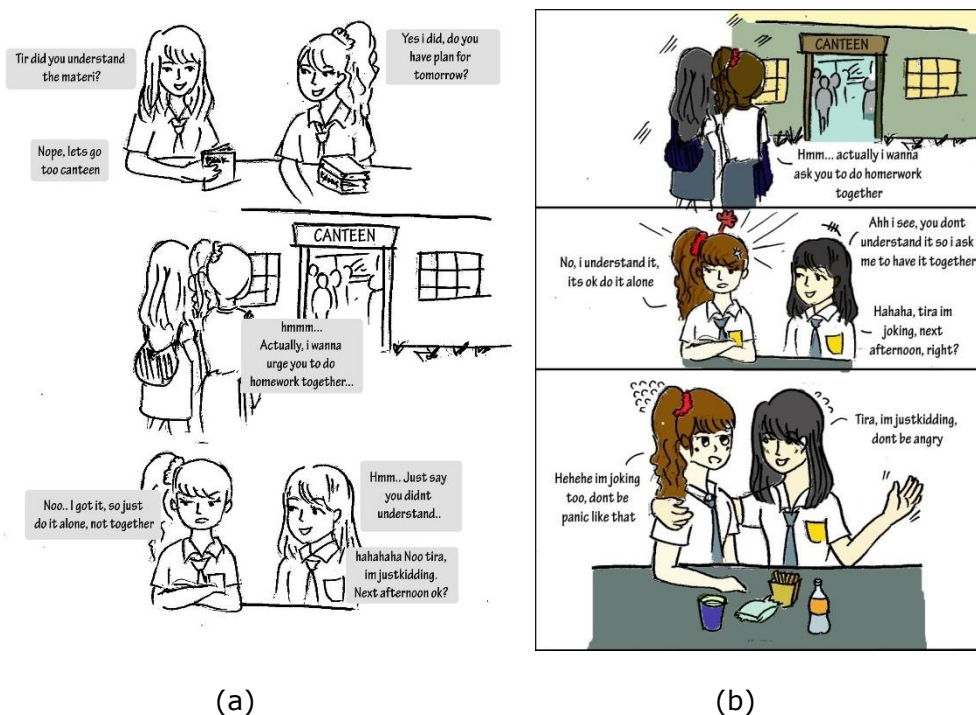 Tir did you understand
the materi?
Yes i did, do you
have plan for
tomorrow?
Nope, lets go
too canteen
CANTEEN
hmmm...
Actually, i wanna
urge you to do
homework together...
Noo.. I got it, so just
do it alone, not together
Hmm.. Just say
you didnt
understand..
hahahaha Noo tira,
im justkidding.
Next afternoon ok?
(a)
CANTEEN
Hmm... actually i wanna
ask you to do homerwork
together
No, i understand it,
its ok do it alone
Ahh i see, you dont
understand it so i ask
me to have it together
Hahaha, tira im
joking, next
afternoon, right?
Tira, im justkidding,
dont be angry
Hehehe im joking
too, dont be
panic like that
(b)